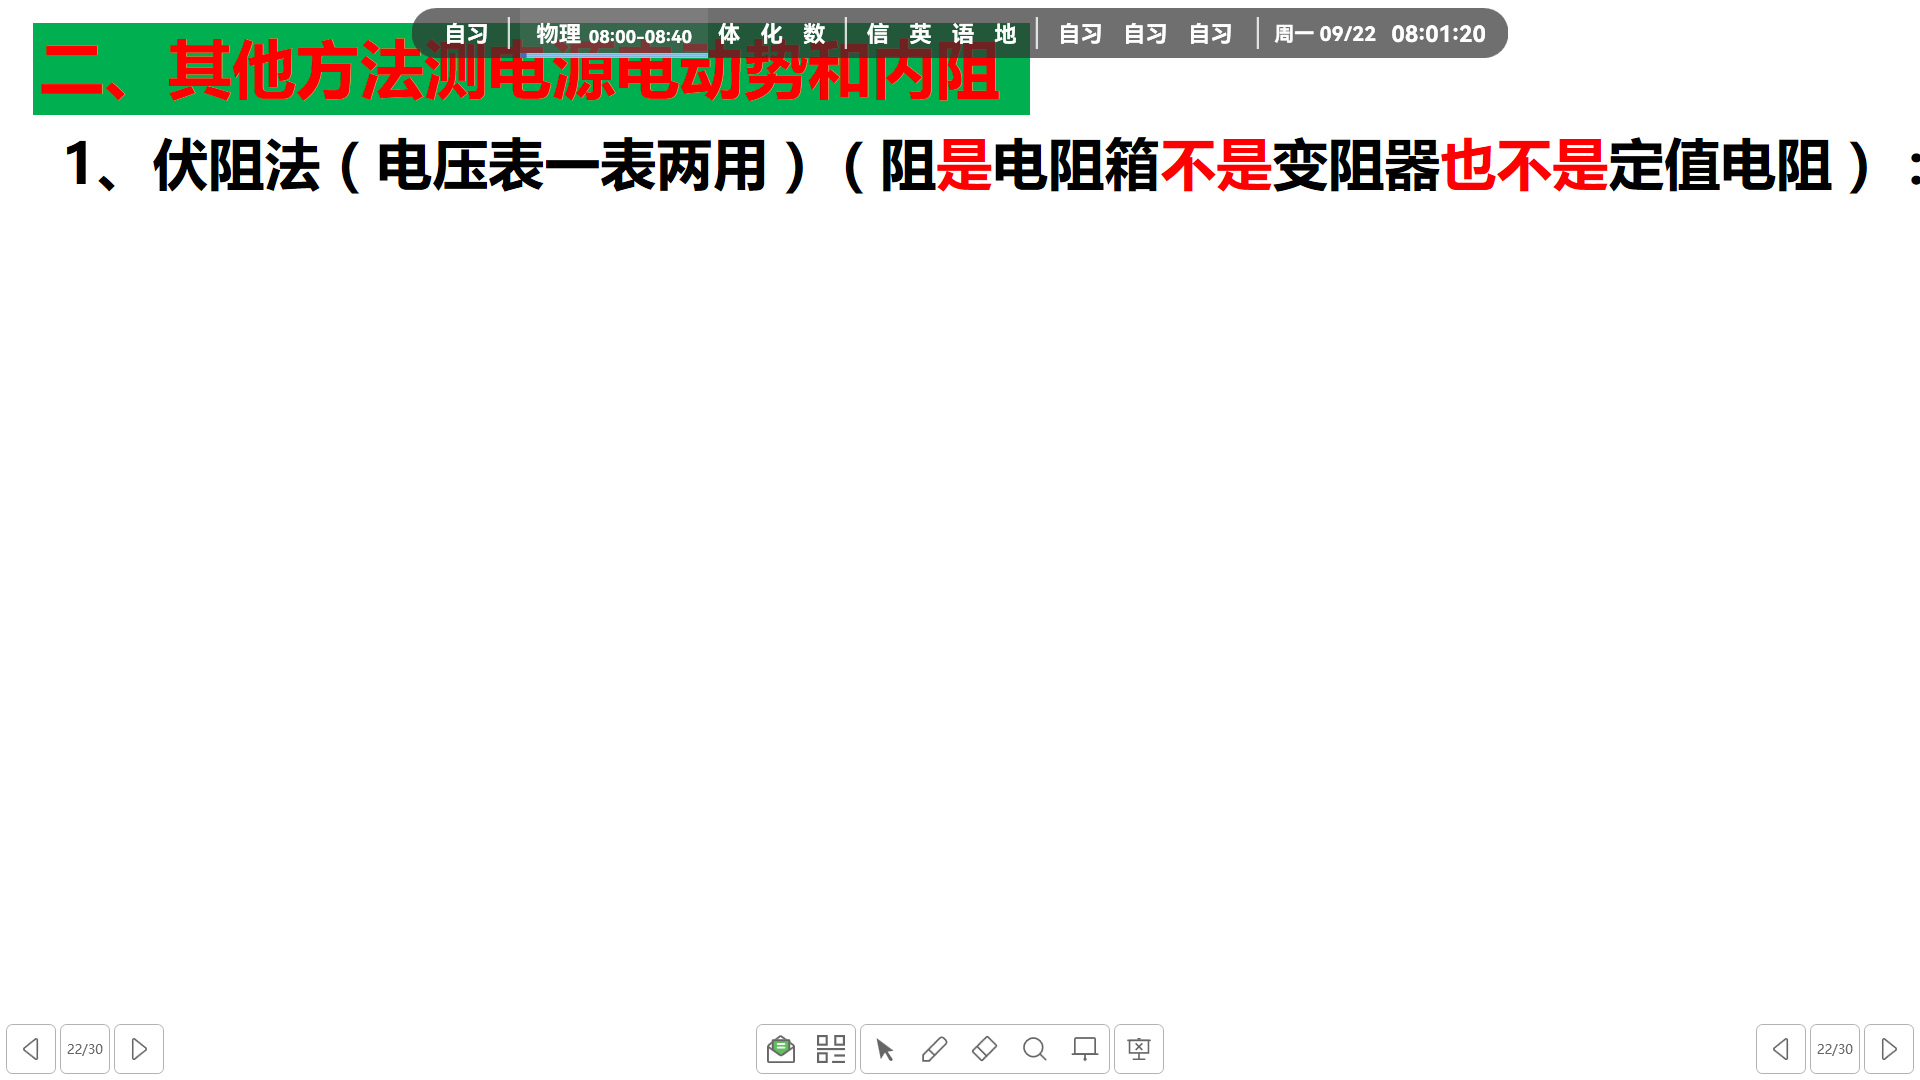 自习 物理 08:00-08:40 体 化 数 信 英 语 地 自习 自习 自习 周一 09/22 08:01:20
二、其他方法测电源电动势和内阻
1、伏阻法（电压表一表两用）（阻是电阻箱不是变阻器也不是定值电阻）：
22/30 22/30